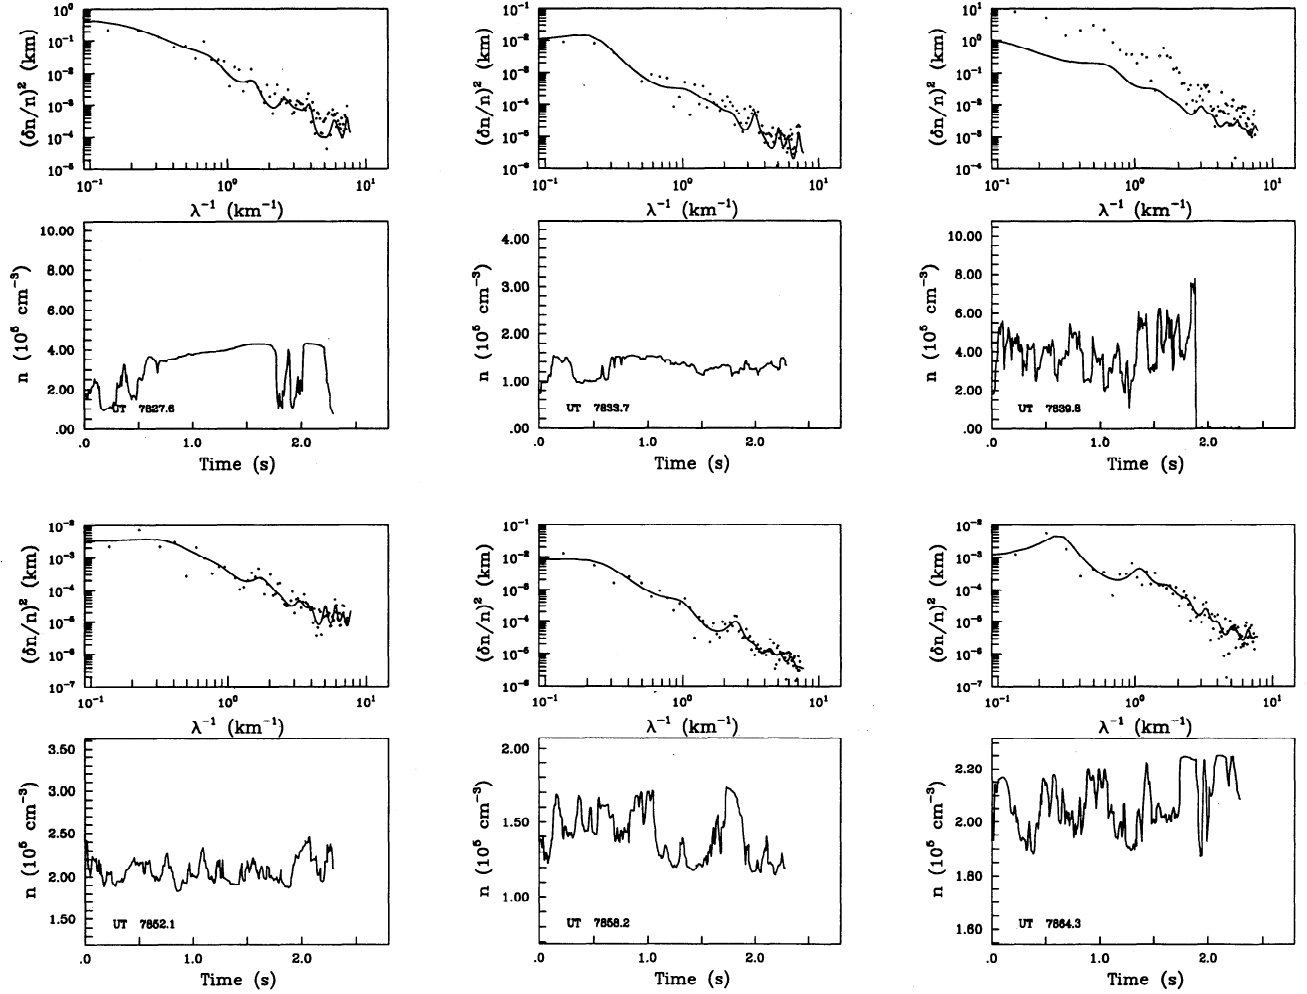 10⁰ 10⁻¹ 10⁻² 10⁻³ 10⁻⁴ 10⁻⁵
(δn/n)² (km)
10⁻¹ 10⁰ 10¹
λ⁻¹ (km⁻¹)
10⁻¹ 10⁻² 10⁻³ 10⁻⁴ 10⁻⁵ 10⁻⁶
(δn/n)² (km)
10⁻¹ 10⁰ 10¹
λ⁻¹ (km⁻¹)
10¹ 10⁰ 10⁻¹ 10⁻² 10⁻³ 10⁻⁴
(δn/n)² (km)
10⁻¹ 10⁰ 10¹
λ⁻¹ (km⁻¹)
10.00 8.00 6.00 4.00 2.00 .00
n (10⁵ cm⁻³)
UT 7827.6
.0 1.0 2.0
Time (s)
4.00 3.00 2.00 1.00 .00
n (10⁵ cm⁻³)
UT 7833.7
.0 1.0 2.0
Time (s)
10.00 8.00 6.00 4.00 2.00 .00
n (10⁵ cm⁻³)
UT 7839.8
.0 1.0 2.0
Time (s)
10⁻² 10⁻³ 10⁻⁴ 10⁻⁵ 10⁻⁶ 10⁻⁷
(δn/n)² (km)
10⁻¹ 10⁰ 10¹
λ⁻¹ (km⁻¹)
10⁻¹ 10⁻² 10⁻³ 10⁻⁴ 10⁻⁵ 10⁻⁶
(δn/n)² (km)
10⁻¹ 10⁰ 10¹
λ⁻¹ (km⁻¹)
10⁻² 10⁻³ 10⁻⁴ 10⁻⁵ 10⁻⁶ 10⁻⁷
(δn/n)² (km)
10⁻¹ 10⁰ 10¹
λ⁻¹ (km⁻¹)
3.50 3.00 2.50 2.00 1.50
n (10⁵ cm⁻³)
UT 7852.1
.0 1.0 2.0
Time (s)
2.00 1.50 1.00
n (10⁵ cm⁻³)
UT 7858.2
.0 1.0 2.0
Time (s)
2.20 2.00 1.80 1.60
n (10⁵ cm⁻³)
UT 7864.3
.0 1.0 2.0
Time (s)